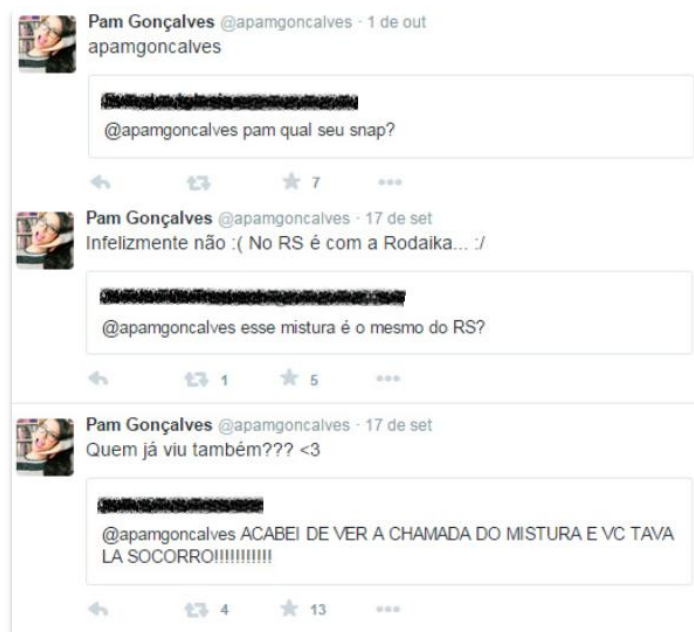 Pam Gonçalves @apamgoncalves · 1 de out
apamgoncalves
@apamgoncalves pam qual seu snap?
7
Pam Gonçalves @apamgoncalves · 17 de set
Infelizmente não :( No RS é com a Rodaika... :/
@apamgoncalves esse mistura é o mesmo do RS?
1 5
Pam Gonçalves @apamgoncalves · 17 de set
Quem já viu também??? <3
@apamgoncalves ACABEI DE VER A CHAMADA DO MISTURA E VC TAVA
LA SOCORRO!!!!!!!!!!!
4 13